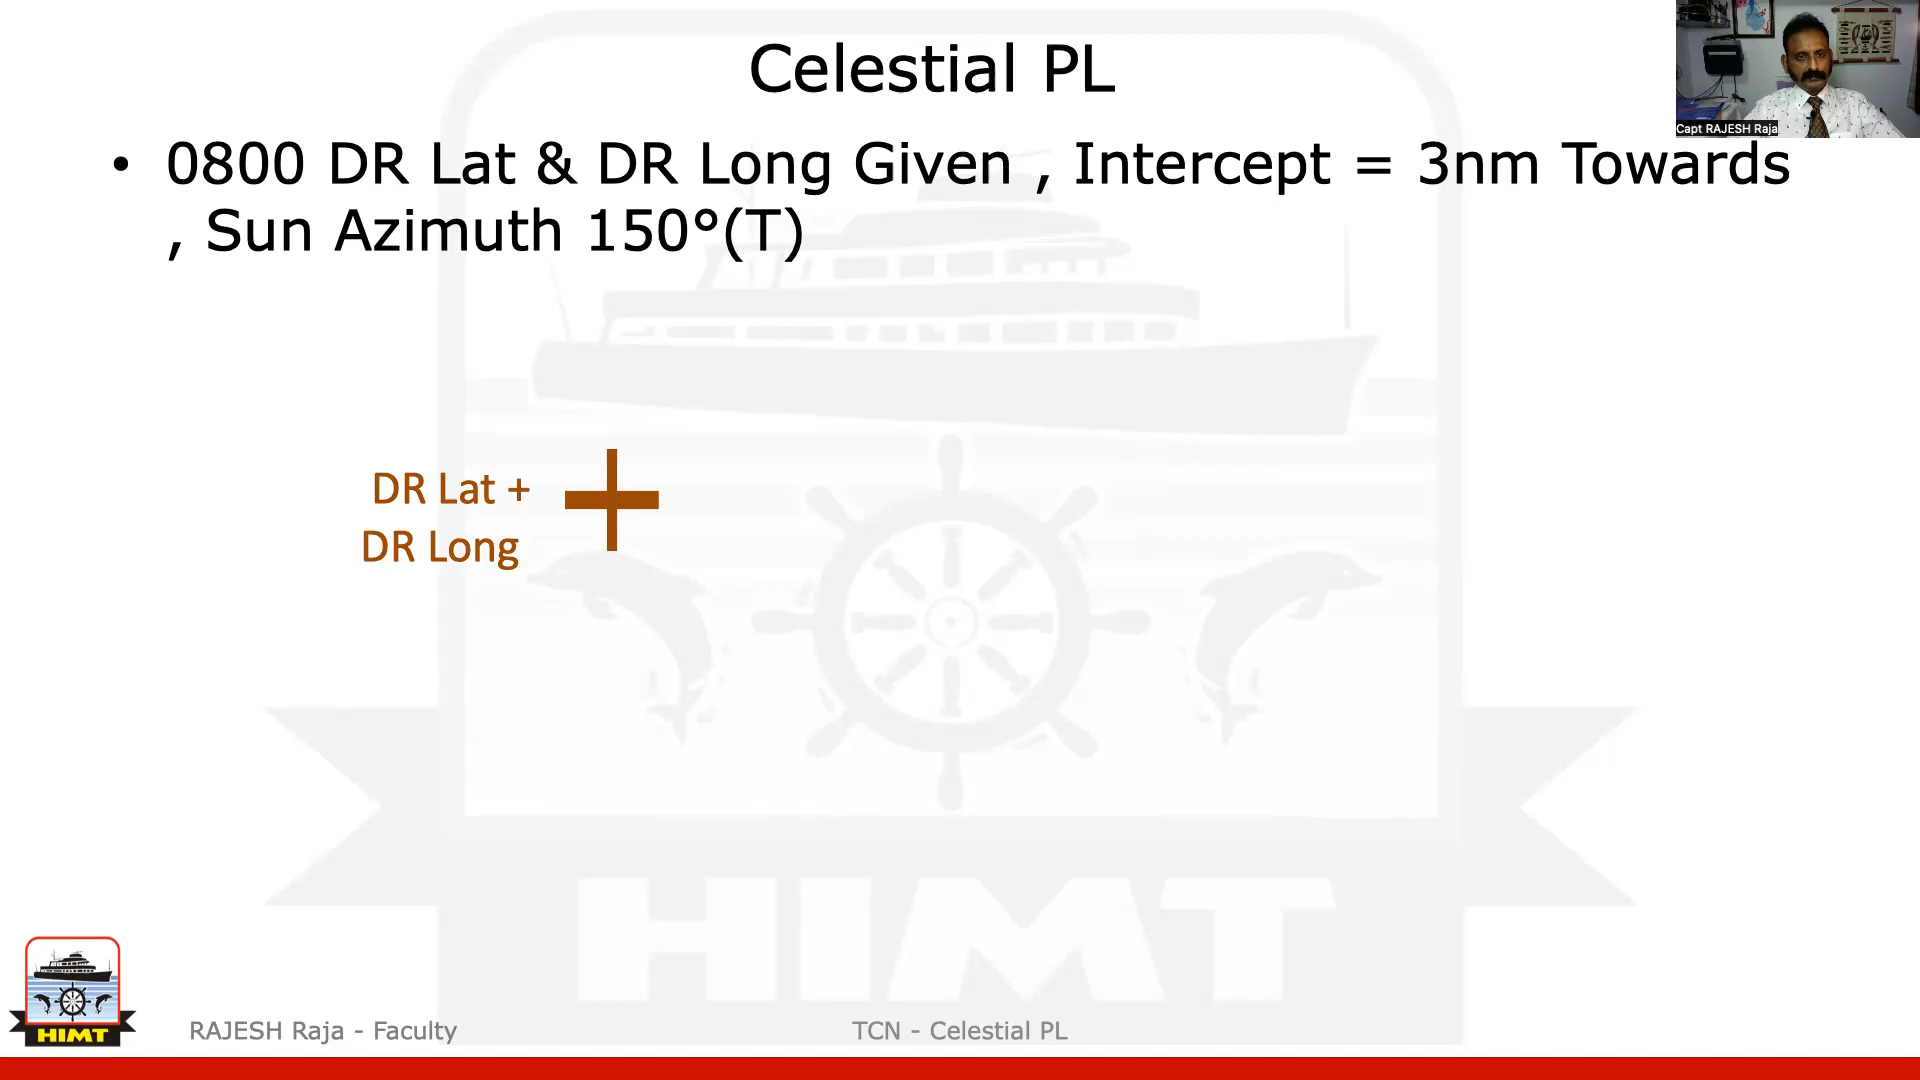 Celestial PL
Capt RAJESH Raja
• 0800 DR Lat & DR Long Given , Intercept = 3nm Towards
, Sun Azimuth 150°(T)
DR Lat +
DR Long
HIMT
HIMT
RAJESH Raja - Faculty
TCN - Celestial PL